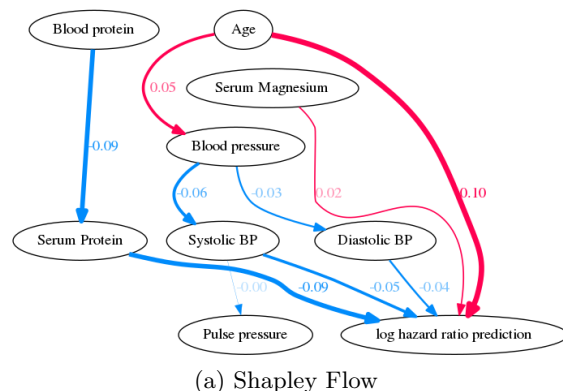 Blood protein
Age
Serum Magnesium
0.05
-0.09
Blood pressure
-0.06
-0.03
0.02
0.10
Serum Protein
Systolic BP
Diastolic BP
-0.00
-0.09
-0.05
-0.04
Pulse pressure
log hazard ratio prediction
(a) Shapley Flow